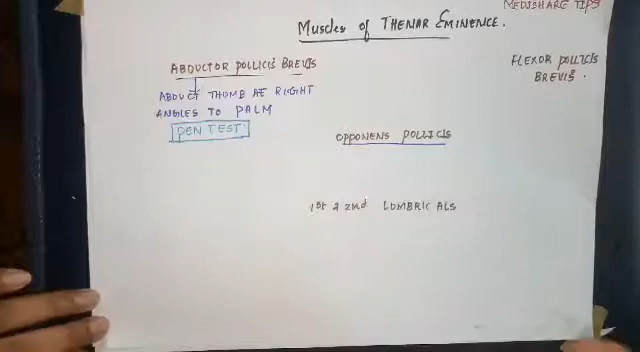 MEDISHARE TIPS
Muscles of THENAR EMINENCE.
ABDUCTOR POLLICIS BREVIS
ABDUCT THUMB AT RIGHT
ANGLES TO PALM
PEN TEST
FLEXOR POLLICIS
BREVIS.
OPPONENS POLLICIS
1st & 2nd LUMBRICALS